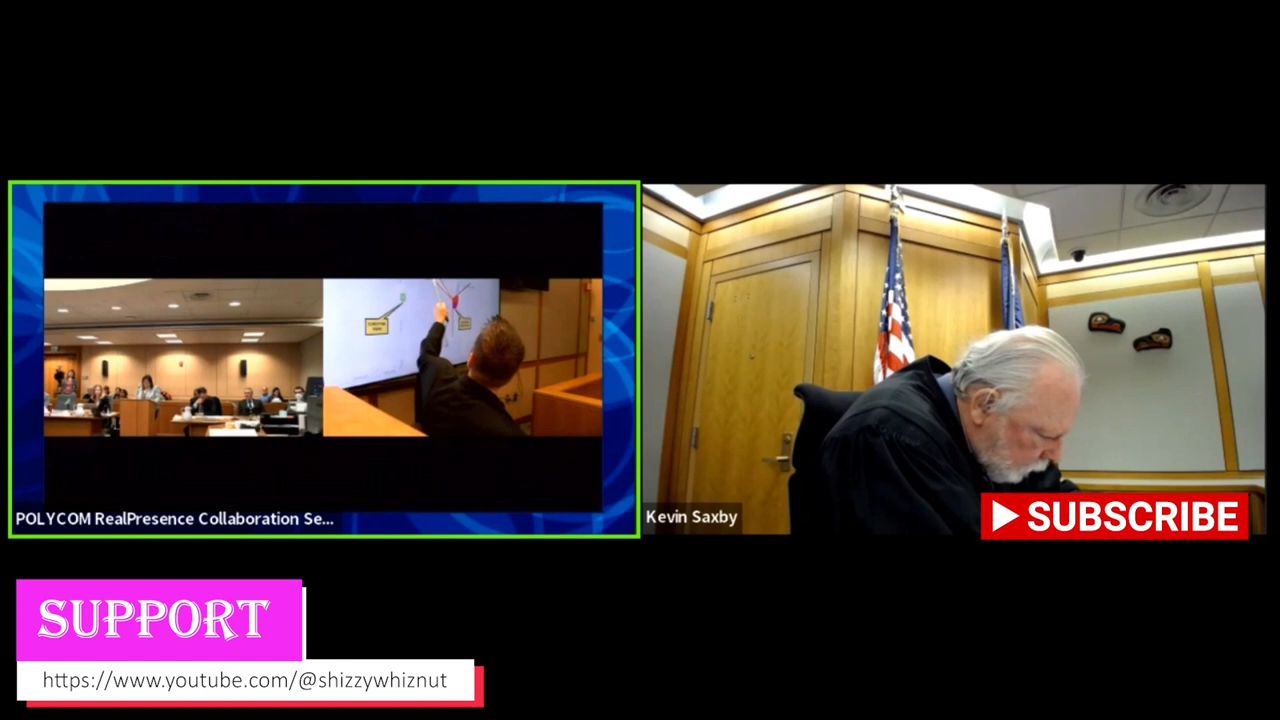 POLYCOM RealPresence Collaboration Se...
Kevin Saxby
SUBSCRIBE
SUPPORT
https://www.youtube.com/@shizzywhiznut